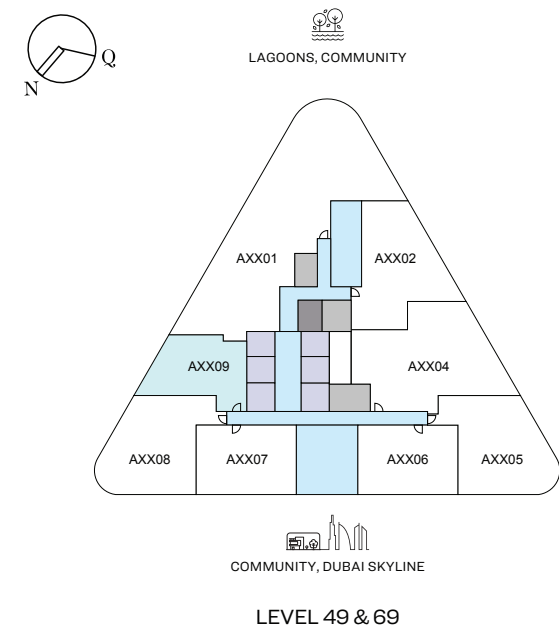 Q
N
LAGOONS, COMMUNITY
AXX01
AXX02
AXX09
AXX04
AXX08
AXX07
AXX06
AXX05
COMMUNITY, DUBAI SKYLINE
LEVEL 49 & 69